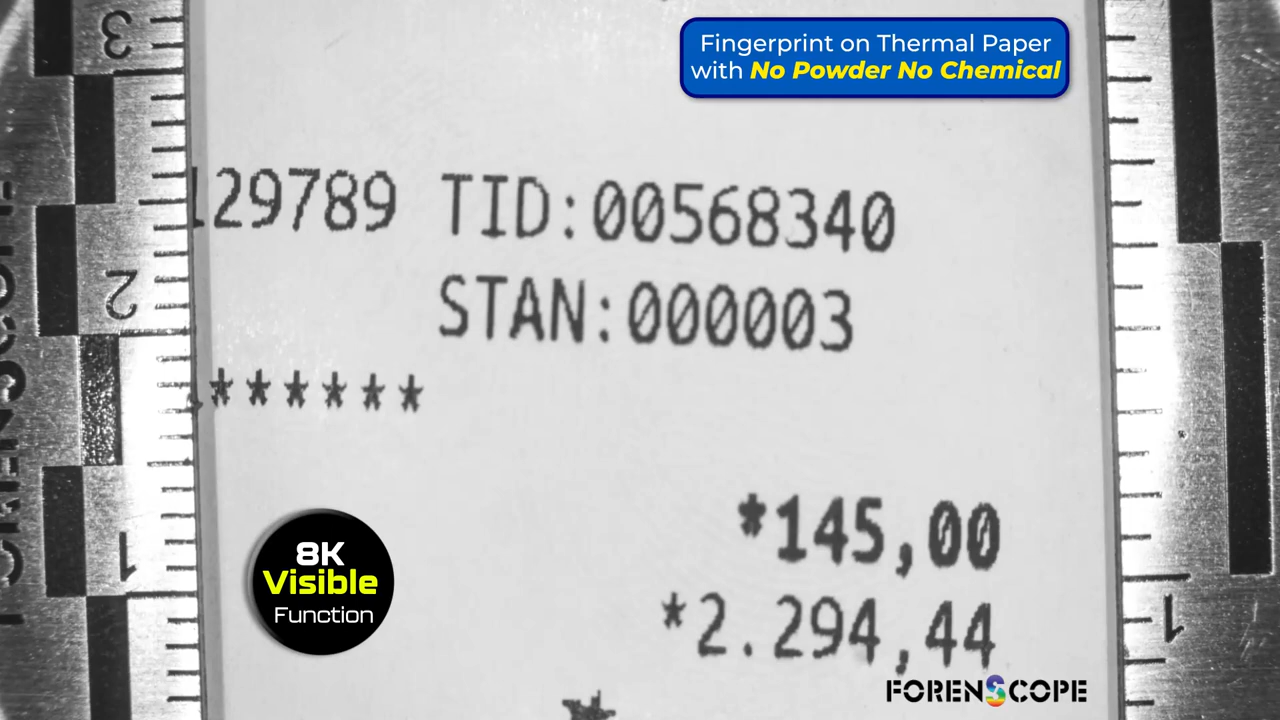 Fingerprint on Thermal Paper
with No Powder No Chemical
129789 TID:00568340
STAN:000003
******
*145,00
*2.294,44
8K
Visible
Function
FORENSCOPE
3
2
1
1